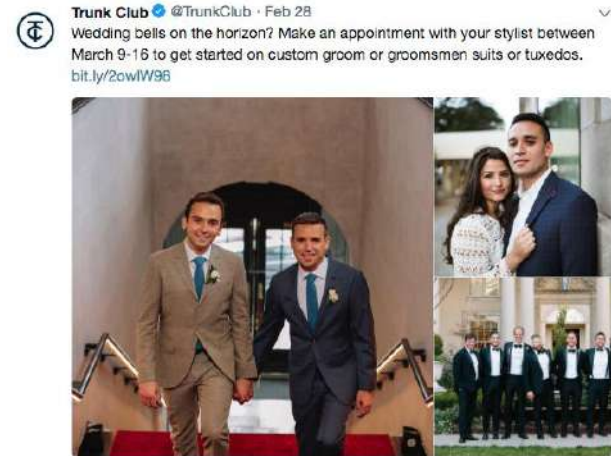 Trunk Club @TrunkClub · Feb 28
Wedding bells on the horizon? Make an appointment with your stylist between
March 9-16 to get started on custom groom or groomsmen suits or tuxedos.
bit.ly/2owIW98